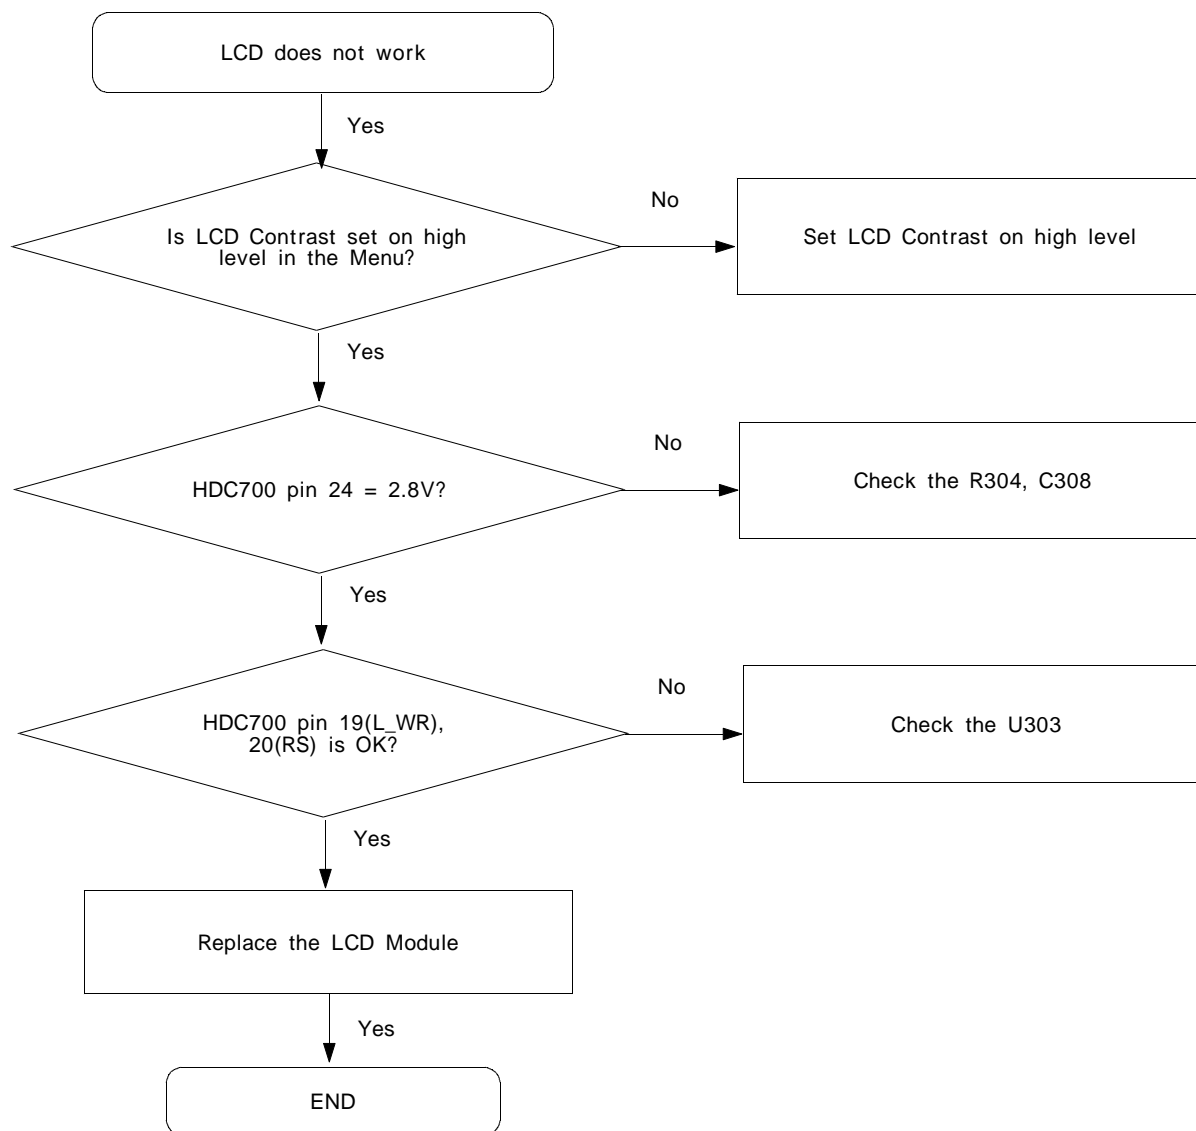 LCD does not work
Yes
Is LCD Contrast set on high
level in the Menu?
No
Set LCD Contrast on high level
Yes
HDC700 pin 24 = 2.8V?
No
Check the R304, C308
Yes
HDC700 pin 19(L_WR),
20(RS) is OK?
No
Check the U303
Yes
Replace the LCD Module
Yes
END